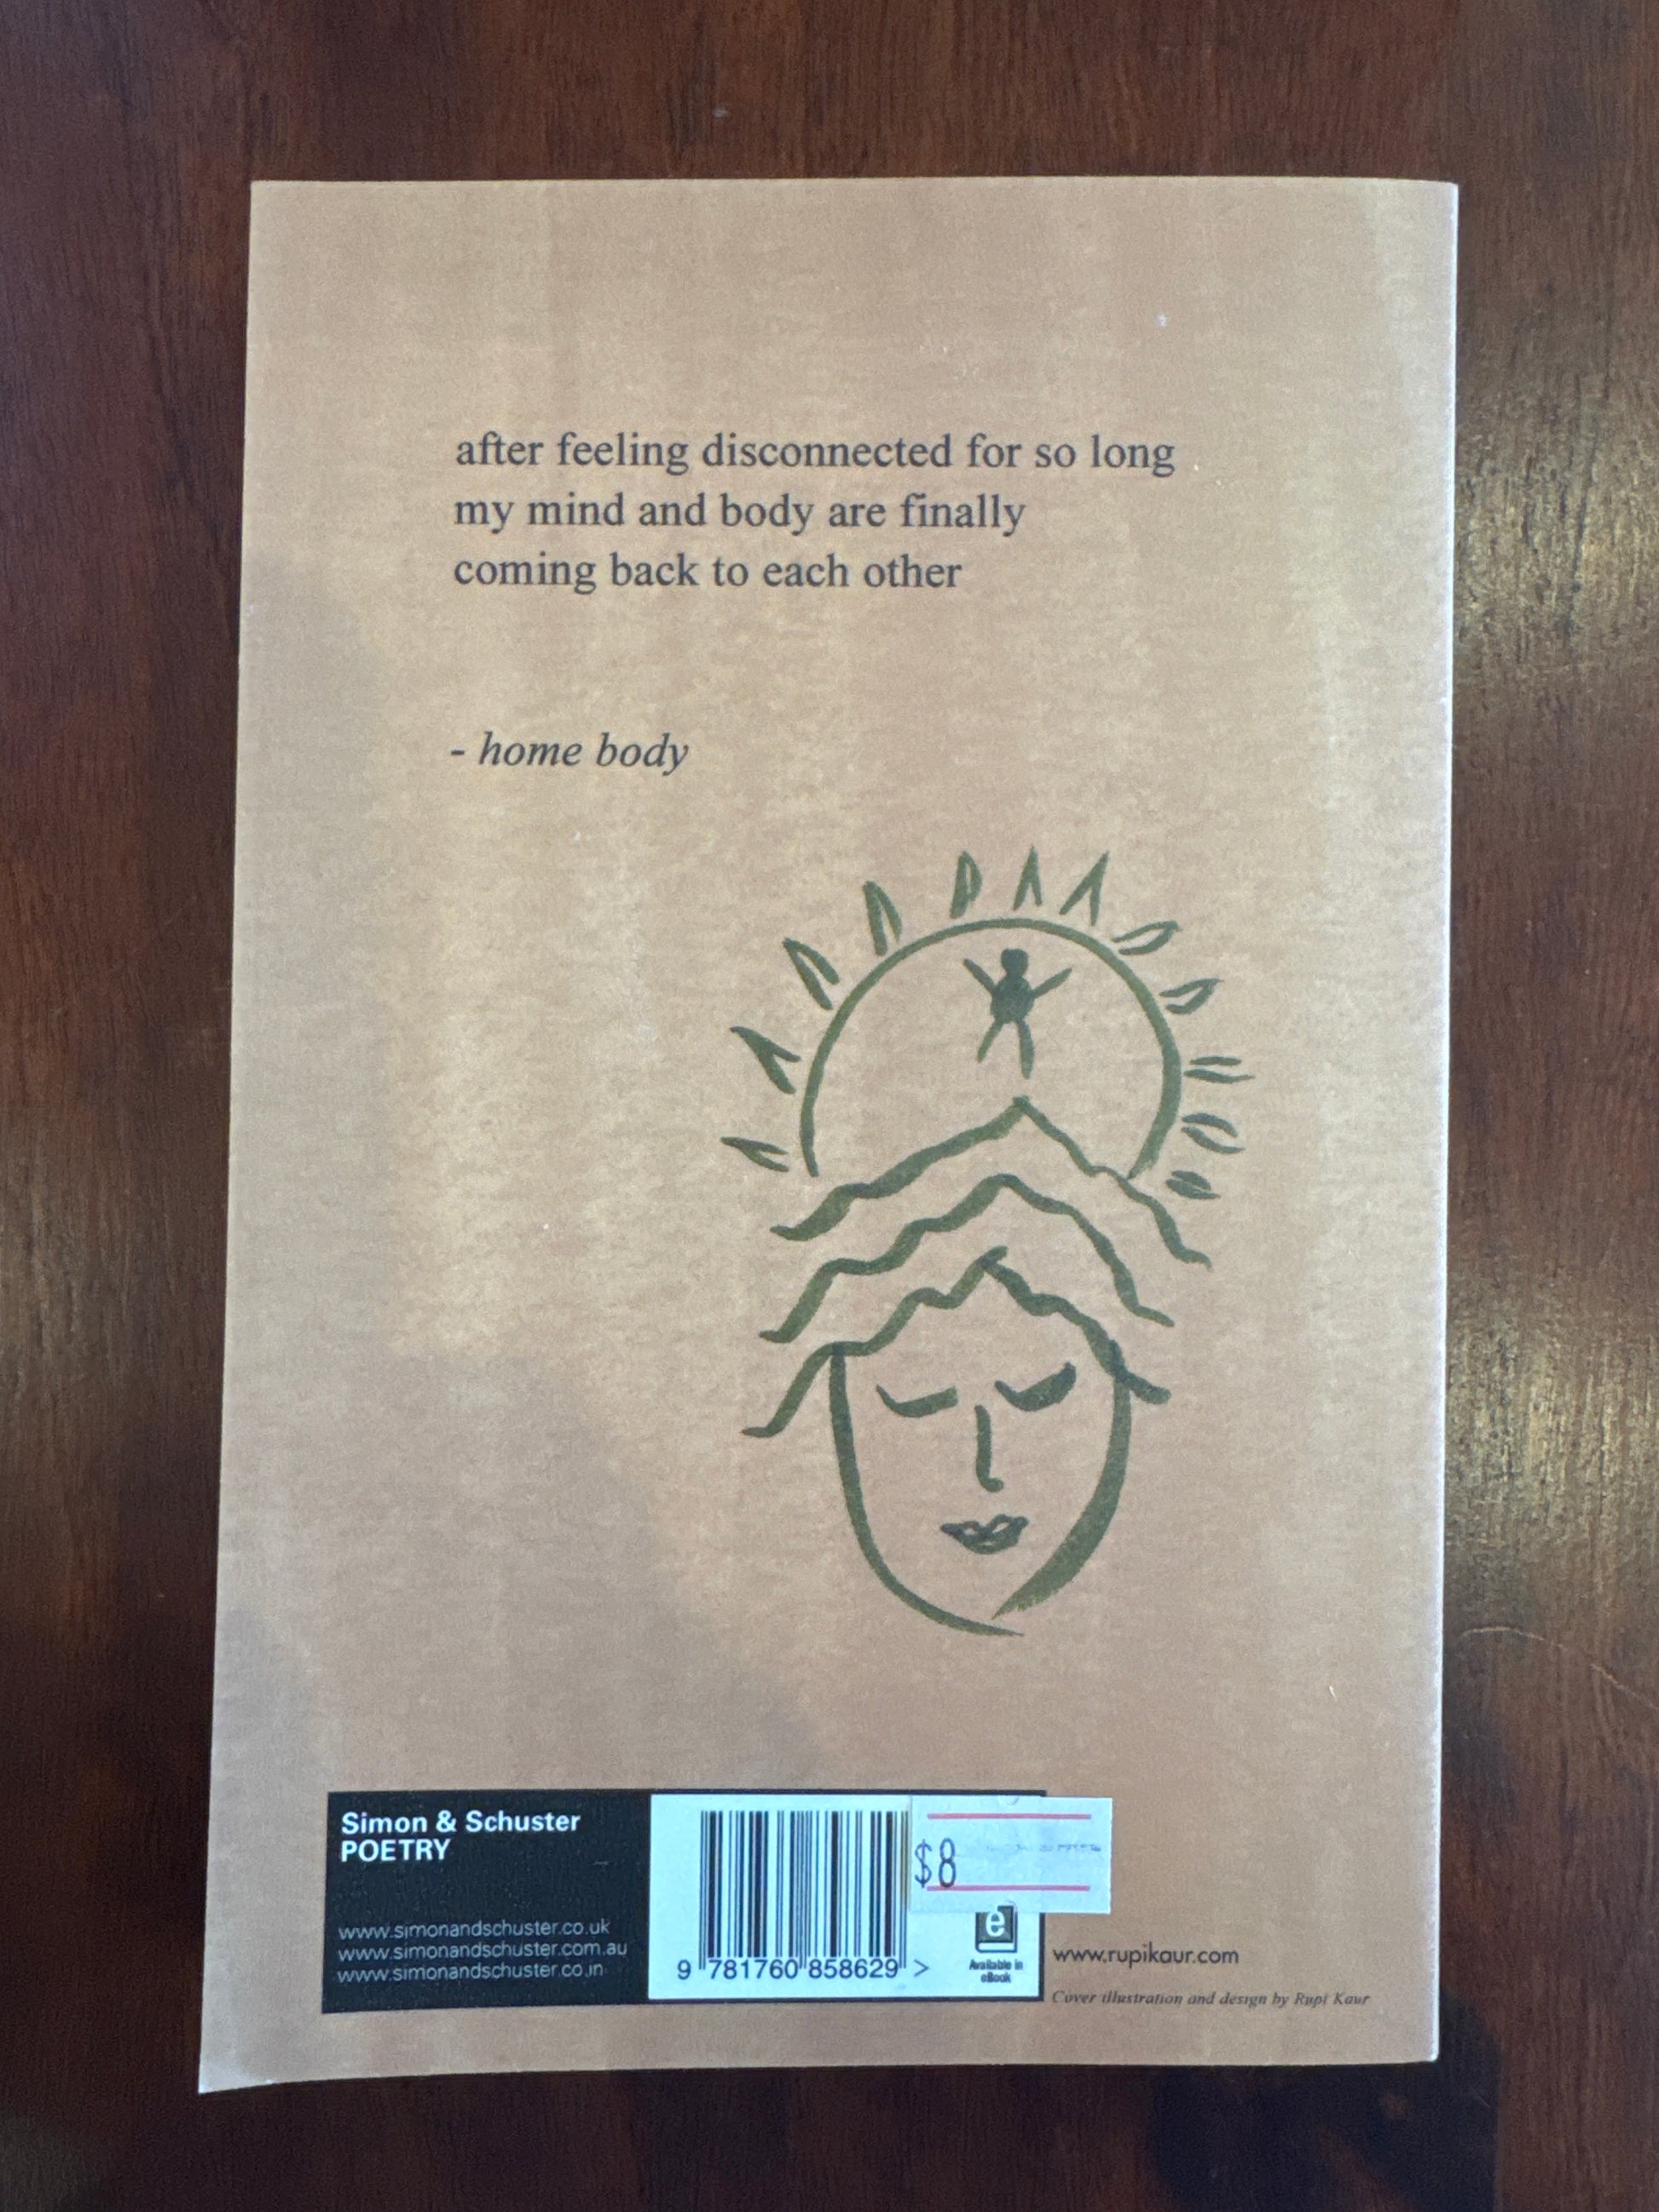 after feeling disconnected for so long
my mind and body are finally
coming back to each other
- home body
Simon & Schuster
POETRY
www.simonandschuster.co.uk
www.simonandschuster.com.au
www.simonandschuster.co.in
9 781760 858629 >
$8
e
Available in
eBook
www.rupikaur.com
Cover illustration and design by Rupi Kaur